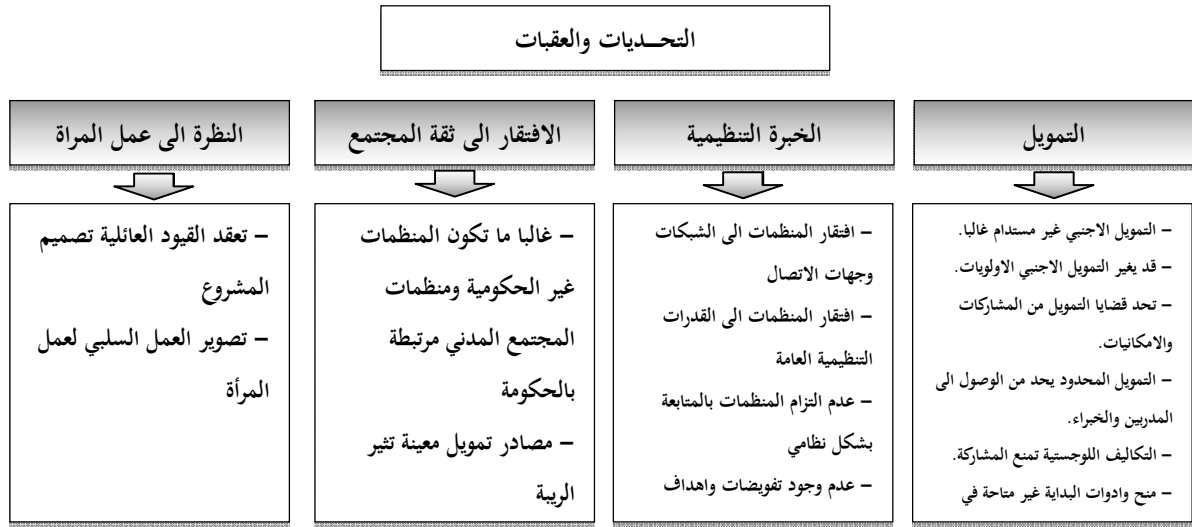 التحـــديات والعقبات
التمويل
– التمويل الاجنبي غير مستدام غالبا.
– قد يغير التمويل الاجنبي الاولويات.
– تحد قضايا التمويل من المشاركات
والامكانيات.
– التمويل المحدود يحد من الوصول الى
المدربين والخبراء.
– التكاليف اللوجستية تمنع المشاركة.
– منح وادوات البداية غير متاحة في
الخبرة التنظيمية
– افتقار المنظمات الى الشبكات
وجهات الاتصال
– افتقار المنظمات الى القدرات
التنظيمية العامة
– عدم التزام المنظمات بالمتابعة
بشكل نظامي
– عدم وجود تفويضات واهداف
الافتقار الى ثقة المجتمع
– غالبا ما تكون المنظمات
غير الحكومية ومنظمات
المجتمع المدني مرتبطة
بالحكومة
– مصادر تمويل معينة تثير
الريبة
النظرة الى عمل المراة
– تعقد القيود العائلية تصميم
المشروع
– تصوير العمل السلبي لعمل
المرأة